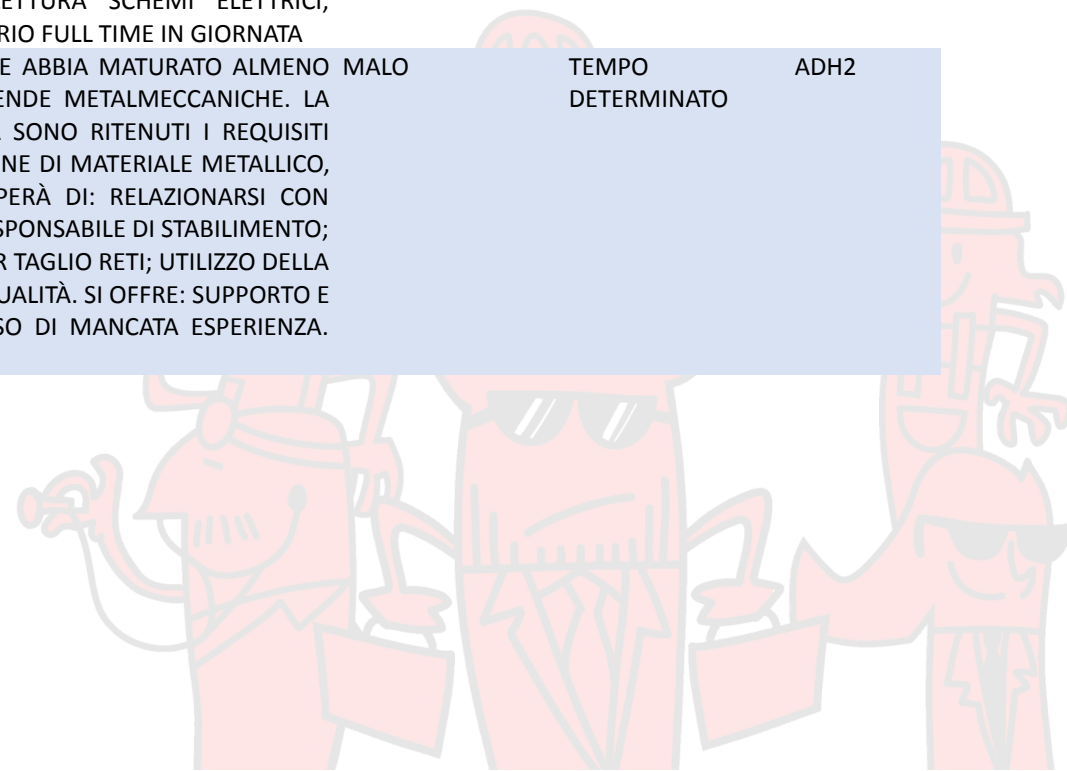 LETTURA SCHEMI ELETTRICI,
RIO FULL TIME IN GIORNATA
E ABBIA MATURATO ALMENO MALO TEMPO ADH2
ENDE METALMECCANICHE. LA DETERMINATO
SONO RITENUTI I REQUISITI
NE DI MATERIALE METALLICO,
PERÀ DI: RELAZIONARSI CON
SPONSABILE DI STABILIMENTO;
R TAGLIO RETI; UTILIZZO DELLA
UALITÀ. SI OFFRE: SUPPORTO E
SO DI MANCATA ESPERIENZA.